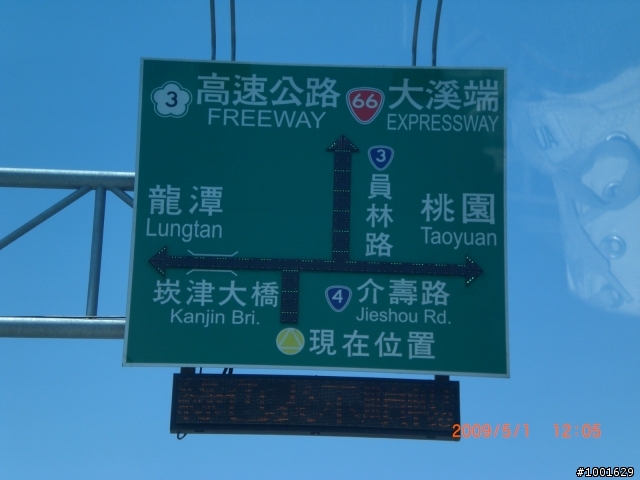 3 高速公路 66 大溪端
FREEWAY EXPRESSWAY
3
員林路
龍潭 桃園
Lungtan Taoyuan
崁津大橋 4 介壽路
Kanjin Bri. Jieshou Rd.
現在位置
2009/5/1 12:05
#1001629